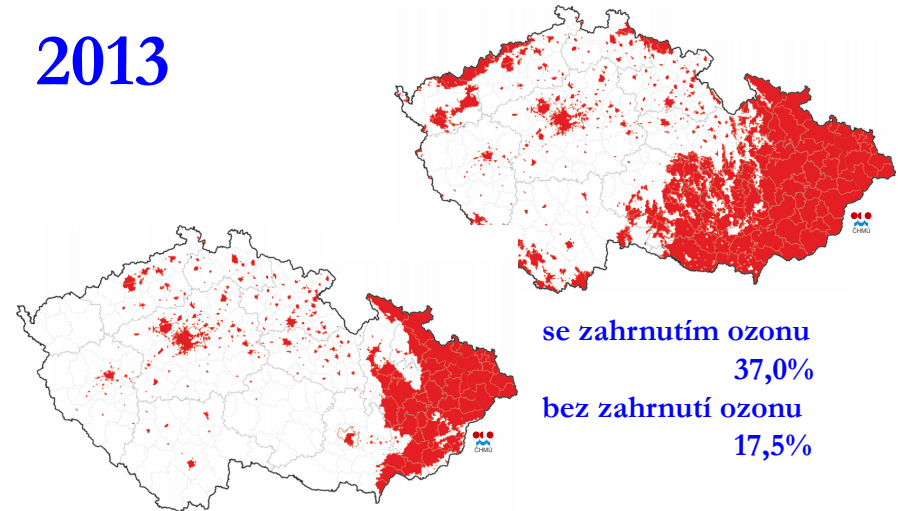 2013
ČHMÚ
se zahrnutím ozonu
37,0%
bez zahrnutí ozonu
17,5%
ČHMÚ